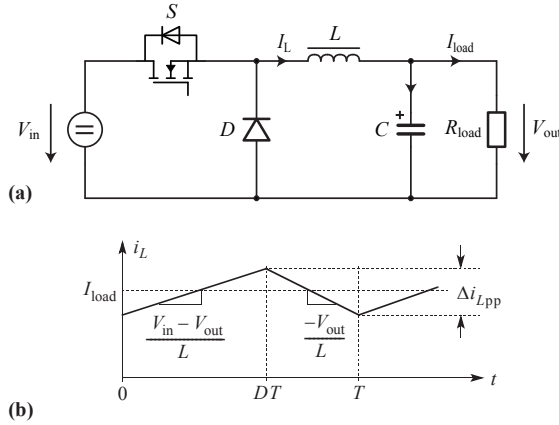 S
I_L
L
I_load
V_in
D
+
C
R_load
V_out
(a)
i_L
I_load
Δi_Lpp
V_in − V_out
L
−V_out
L
0
DT
T
t
(b)